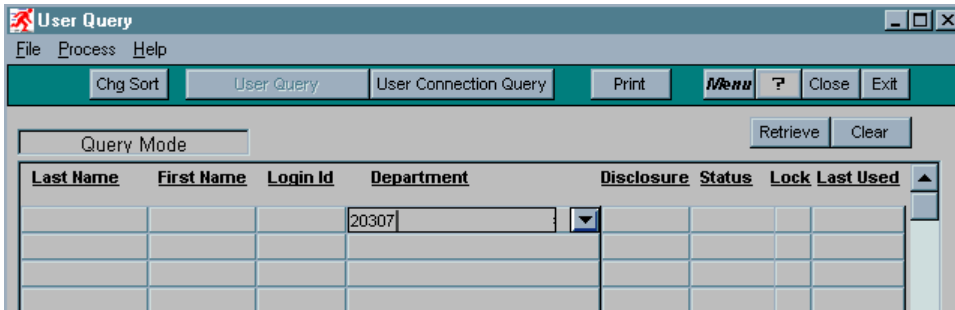 User Query
File Process Help
Chg Sort User Query User Connection Query Print Menu ? Close Exit
Retrieve Clear
Query Mode
Last Name First Name Login Id Department Disclosure Status Lock Last Used
20307